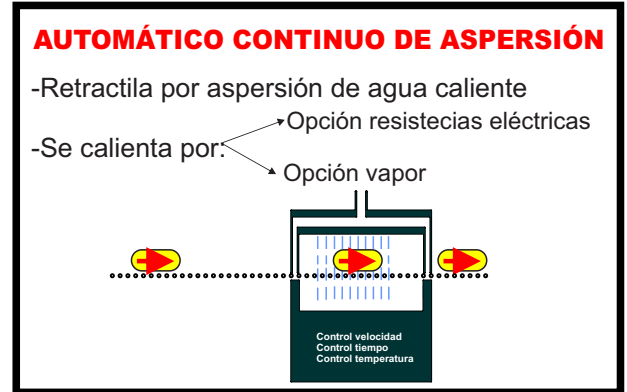 AUTOMÁTICO CONTINUO DE ASPERSIÓN
-Retractila por aspersión de agua caliente
Opción resistecias eléctricas
-Se calienta por:
Opción vapor
Control velocidad
Control tiempo
Control temperatura